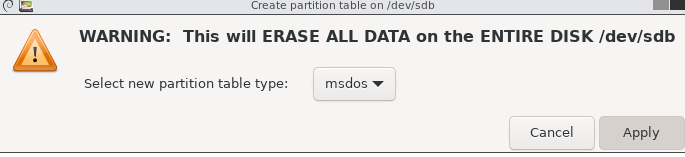 Create partition table on /dev/sdb
WARNING:  This will ERASE ALL DATA on the ENTIRE DISK /dev/sdb
Select new partition table type: msdos
Cancel Apply